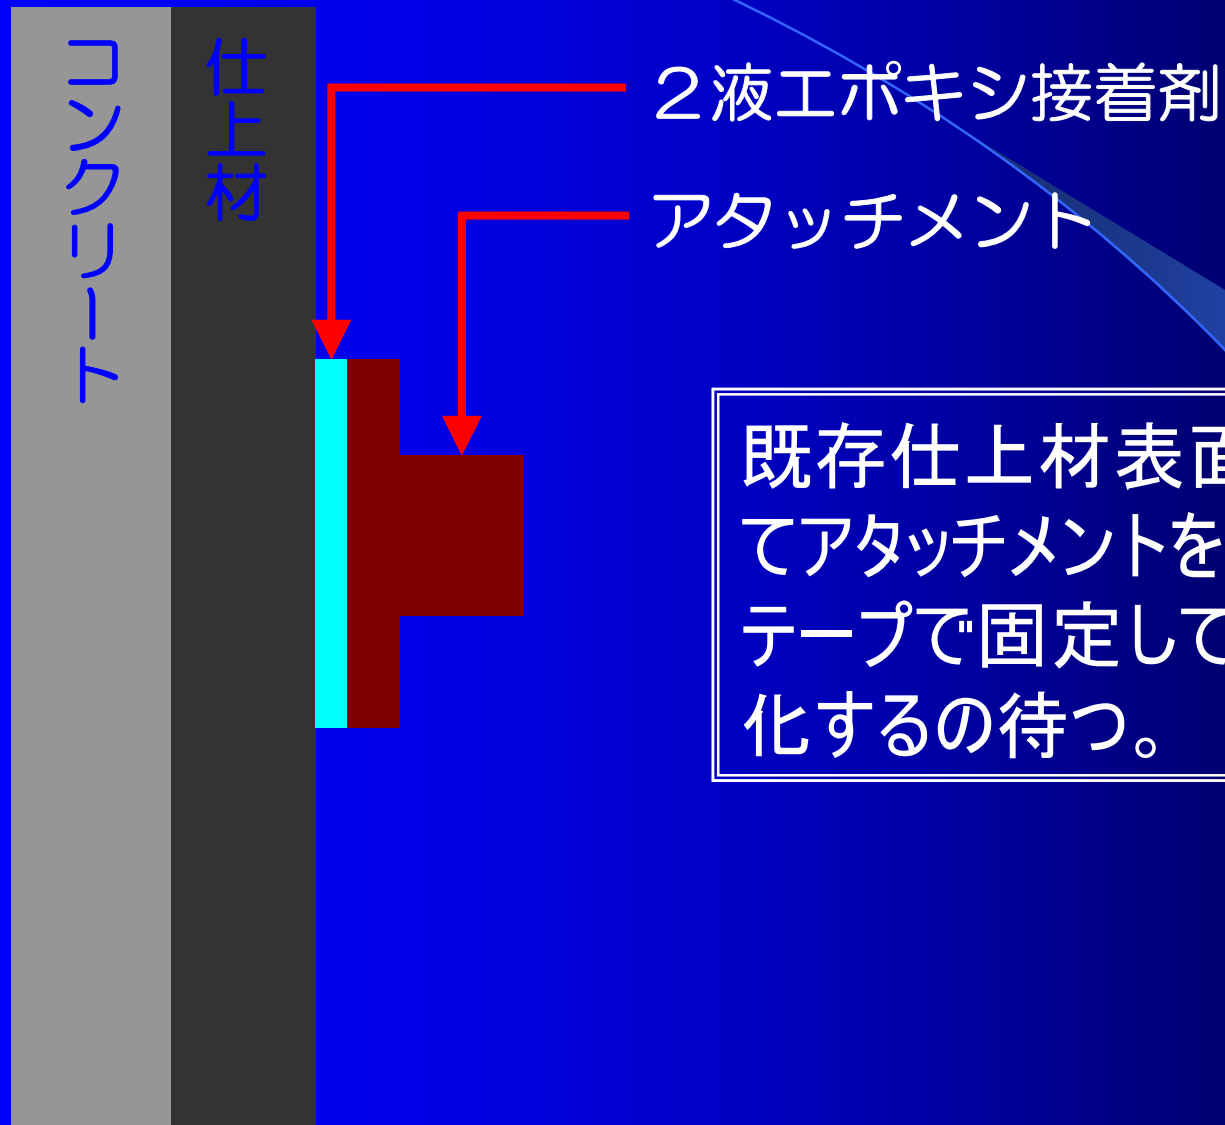 コンクリート
仕上材
２液エポキシ接着剤
アタッチメント
既存仕上材表面
てアタッチメントを
テープで固定して
化するの待つ。